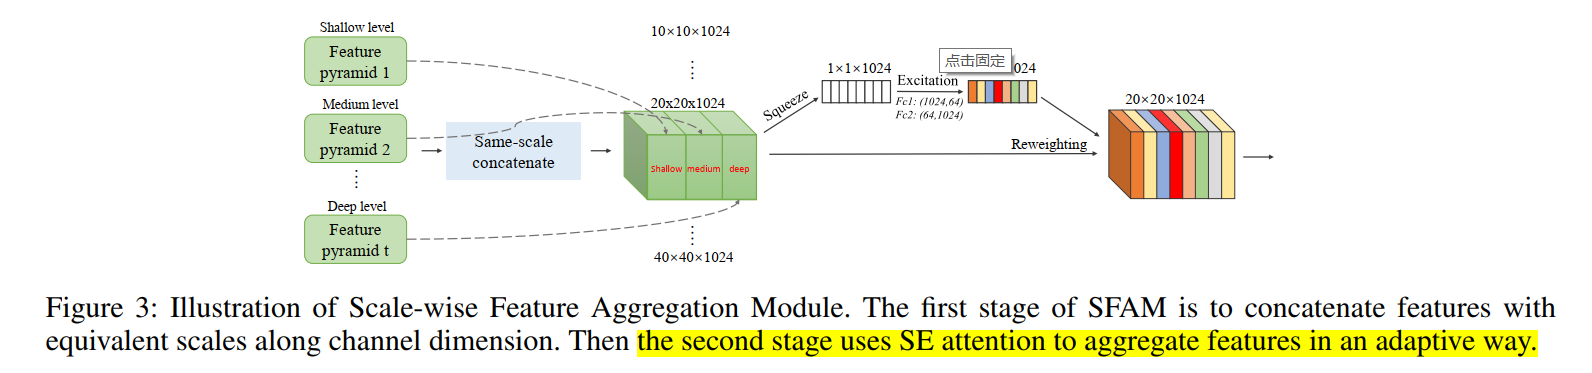 Shallow level
Feature
pyramid 1
Medium level
Feature
pyramid 2
Deep level
Feature
pyramid t
Same-scale
concatenate
10×10×1024
20x20x1024
Shallow medium deep
40×40×1024
Squeeze
1×1×1024
Excitation
Fc1: (1024,64)
Fc2: (64,1024)
点击固定
024
Reweighting
20×20×1024
Figure 3: Illustration of Scale-wise Feature Aggregation Module. The first stage of SFAM is to concatenate features with
equivalent scales along channel dimension. Then the second stage uses SE attention to aggregate features in an adaptive way.